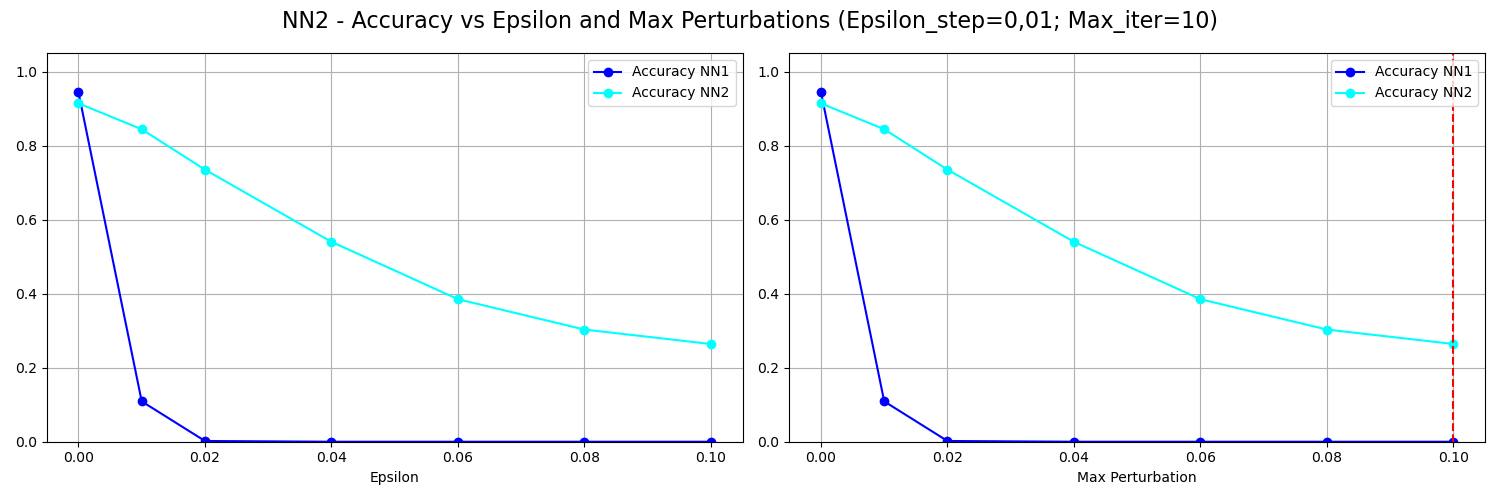 NN2 - Accuracy vs Epsilon and Max Perturbations (Epsilon_step=0,01; Max_iter=10)
1.0
0.8
0.6
0.4
0.2
0.0
0.00 0.02 0.04 0.06 0.08 0.10
Epsilon
Accuracy NN1
Accuracy NN2
1.0
0.8
0.6
0.4
0.2
0.0
0.00 0.02 0.04 0.06 0.08 0.10
Max Perturbation
Accuracy NN1
Accuracy NN2